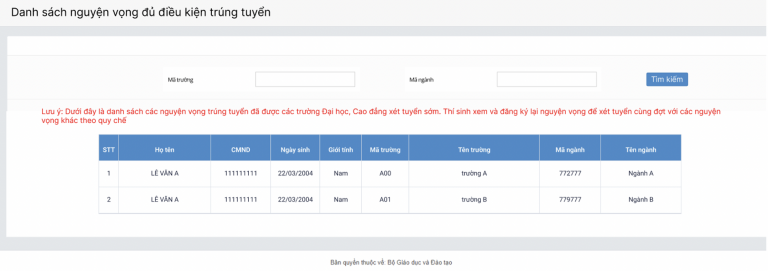 Danh sách nguyện vọng đủ điều kiện trúng tuyển
Mã trường Mã ngành Tìm kiếm
Lưu ý: Dưới đây là danh sách các nguyện vọng trúng tuyển đã được các trường Đại học, Cao đẳng xét tuyển sớm. Thí sinh xem và đăng ký lại nguyện vọng để xét tuyển cùng đợt với các nguyện
vọng khác theo quy chế
STT Họ tên CMND Ngày sinh Giới tính Mã trường Tên trường Mã ngành Tên ngành
1 LÊ VĂN A 111111111 22/03/2004 Nam A00 trường A 772777 Ngành A
2 LÊ VĂN A 111111111 22/03/2004 Nam A01 trường B 779777 Ngành B
Bản quyền thuộc về: Bộ Giáo dục và Đào tạo